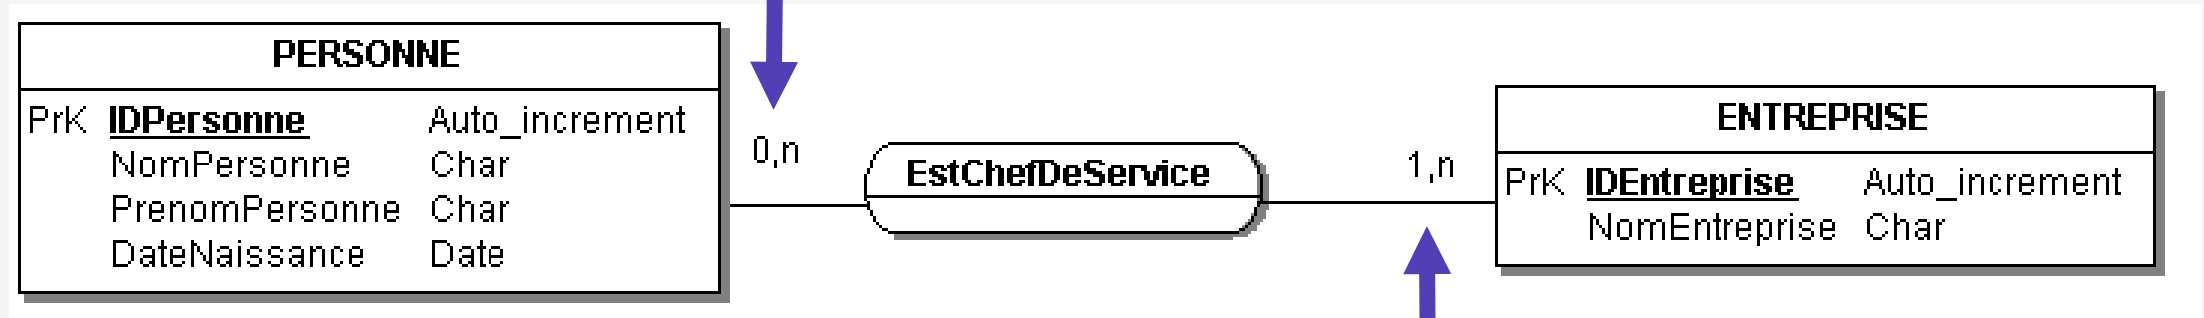 PERSONNE
PrK IDPersonne Auto_increment
NomPersonne Char
PrenomPersonne Char
DateNaissance Date
0,n
EstChefDeService
1,n
ENTREPRISE
PrK IDEntreprise Auto_increment
NomEntreprise Char